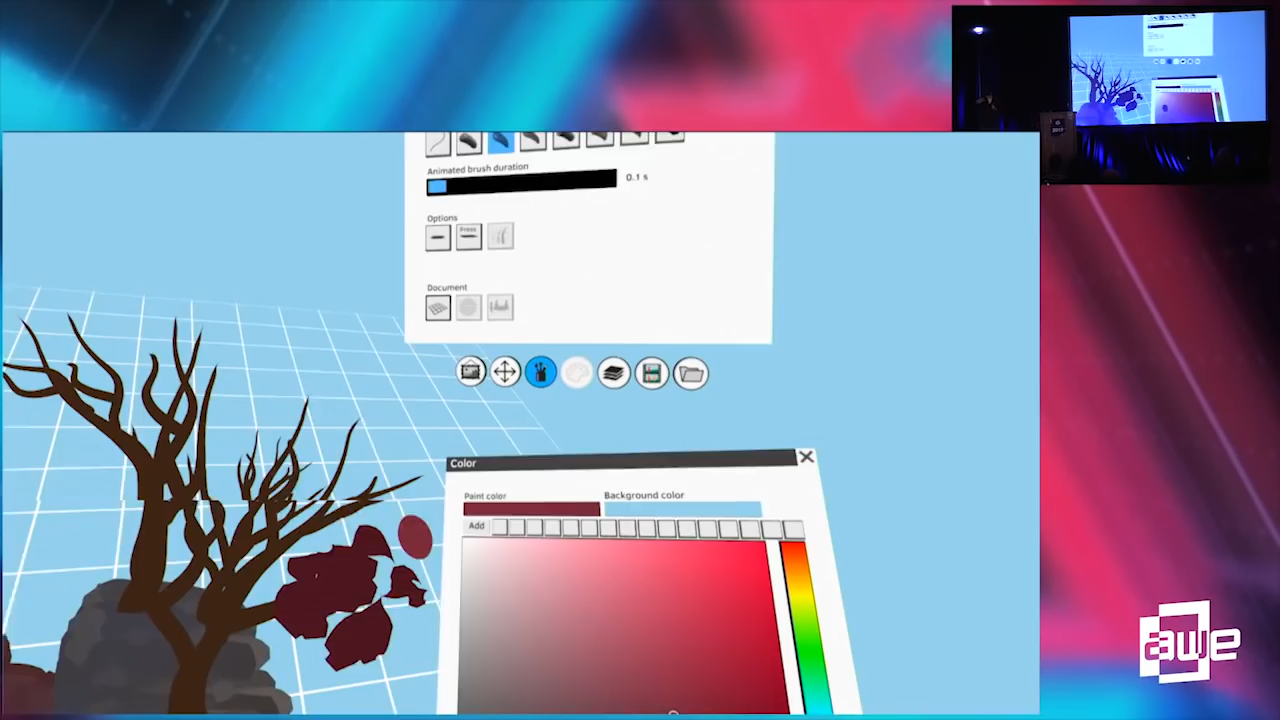 Animated brush duration
0.1 s
Options
Press
Document
Color
Paint color
Background color
Add
awe